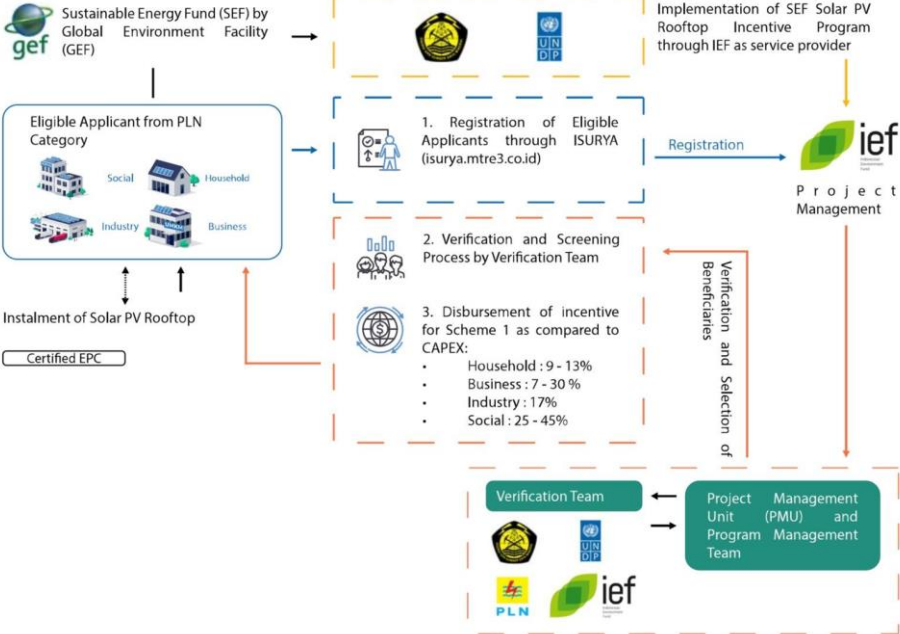 gef
Sustainable Energy Fund (SEF) by
Global Environment Facility
(GEF)
U N
D P
Implementation of SEF Solar PV
Rooftop Incentive Program
through IEF as service provider
Eligible Applicant from PLN
Category
Social
Household
Industry
Business
1. Registration of Eligible
Applicants through ISURYA
(isurya.mtre3.co.id)
Registration
ief
Project
Management
2. Verification and Screening
Process by Verification Team
3. Disbursement of incentive
for Scheme 1 as compared to
CAPEX:
• Household : 9 - 13%
• Business : 7 - 30 %
• Industry : 17%
• Social : 25 - 45%
Verification and Selection of
Beneficiaries
Instalment of Solar PV Rooftop
Certified EPC
Verification Team
Project Management
Unit (PMU) and
Program Management
Team
U N
D P
PLN
ief